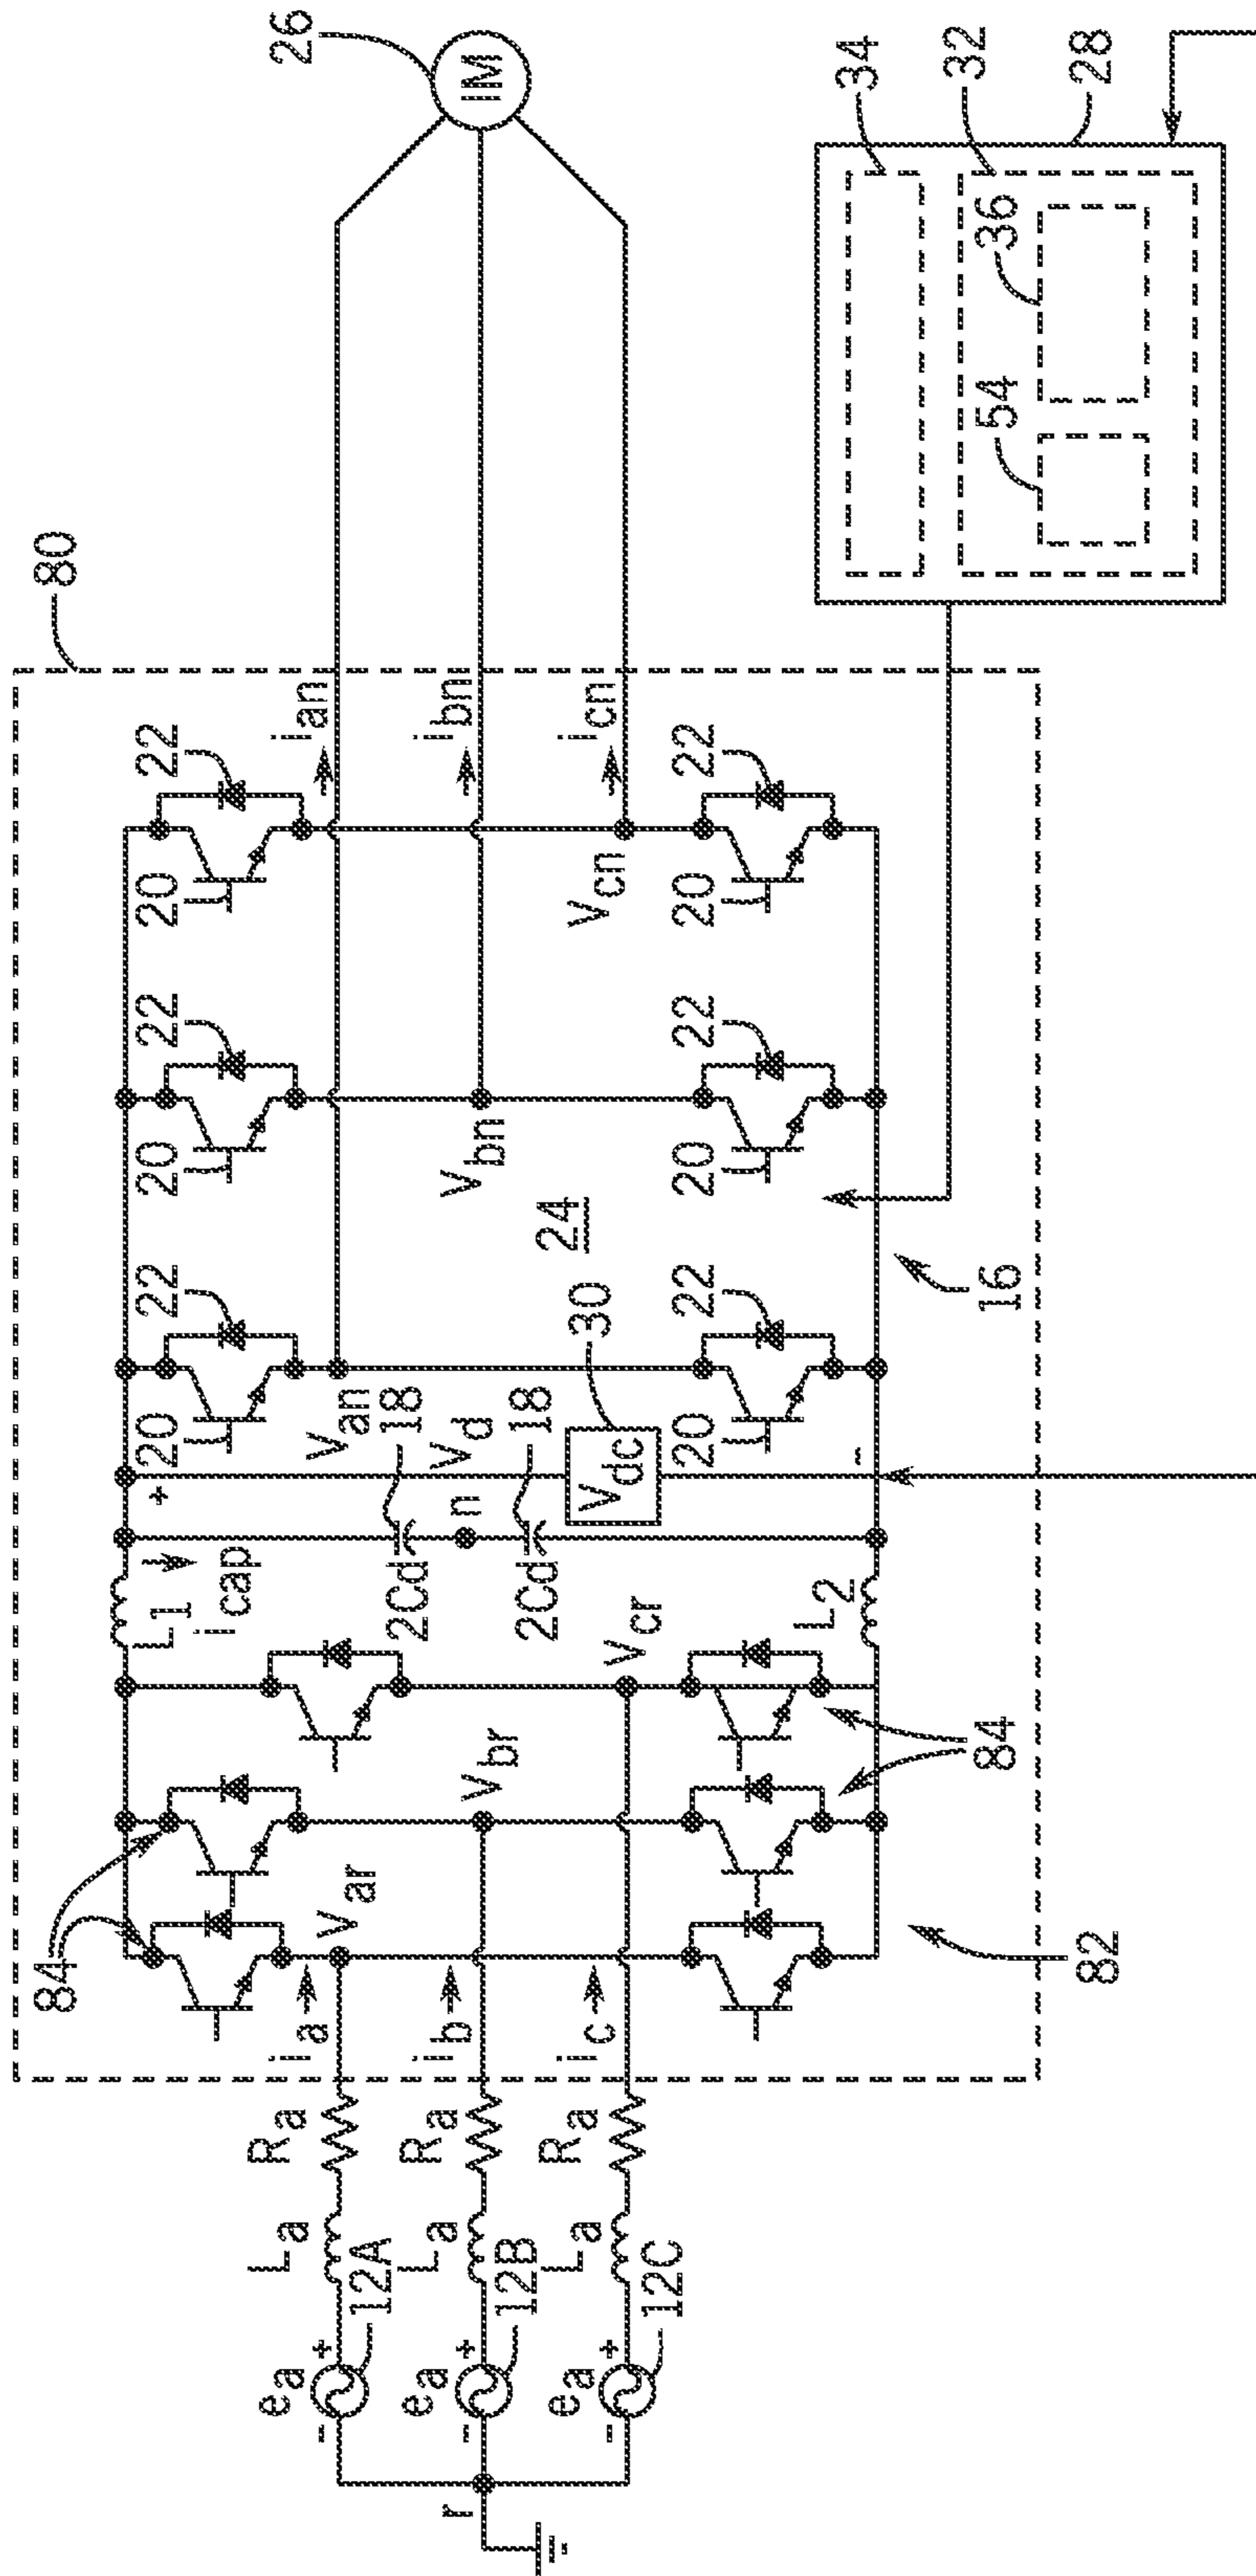 80
84
84
20
22
20
22
20
22
26
IM
r
e_a
-
+
12A
L_a
R_a
i_a
V_ar
e_a
-
+
12B
L_a
R_a
i_b
V_br
e_a
-
+
12C
L_a
R_a
i_c
V_cr
L1
i_cap
+
2Cd
18
n
2Cd
18
V_d
V_dc
30
-
L2
V_an
V_bn
V_cn
24
i_an
i_bn
i_cn
20
22
20
22
20
22
82
16
34
32
54
36
28